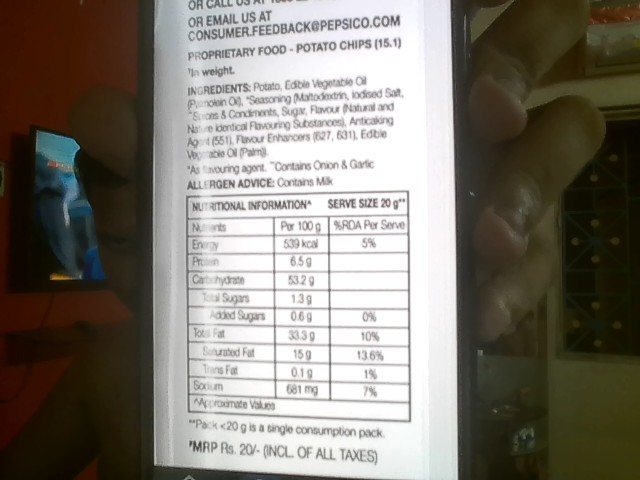 OR CALL US AT
OR EMAIL US AT
CONSUMER.FEEDBACK@PEPSICO.COM
PROPRIETARY FOOD - POTATO CHIPS (15.1)
#In weight.
INGREDIENTS: Potato, Edible Vegetable Oil
(Palmolein Oil), *Seasoning (Maltodextrin, Iodised Salt,
~Spices & Condiments, Sugar, Flavour (Natural and
Nature Identical Flavouring Substances), Anticaking
Agent (551), Flavour Enhancers (627, 631), Edible
Vegetable Oil (Palm)).
*As flavouring agent. ~Contains Onion & Garlic
ALLERGEN ADVICE: Contains Milk
NUTRITIONAL INFORMATION^ SERVE SIZE 20 g**
Nutrients Per 100 g %RDA Per Serve
Energy 539 kcal 5%
Protein 6.5 g
Carbohydrate 53.2 g
Total Sugars 1.3 g
Added Sugars 0.6 g 0%
Total Fat 33.3 g 10%
Saturated Fat 15 g 13.6%
Trans Fat 0.1 g 1%
Sodium 681 mg 7%
^Approximate Values
**Pack <20 g is a single consumption pack.
#MRP Rs. 20/- (INCL. OF ALL TAXES)